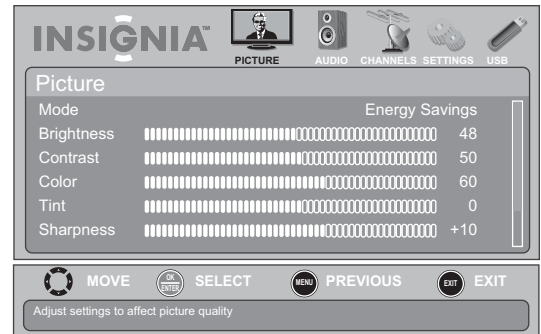 INSIGNIA™
PICTURE AUDIO CHANNELS SETTINGS USB
Picture
Mode Energy Savings
Brightness 48
Contrast 50
Color 60
Tint 0
Sharpness +10
MOVE OK ENTER SELECT MENU PREVIOUS EXIT EXIT
Adjust settings to affect picture quality